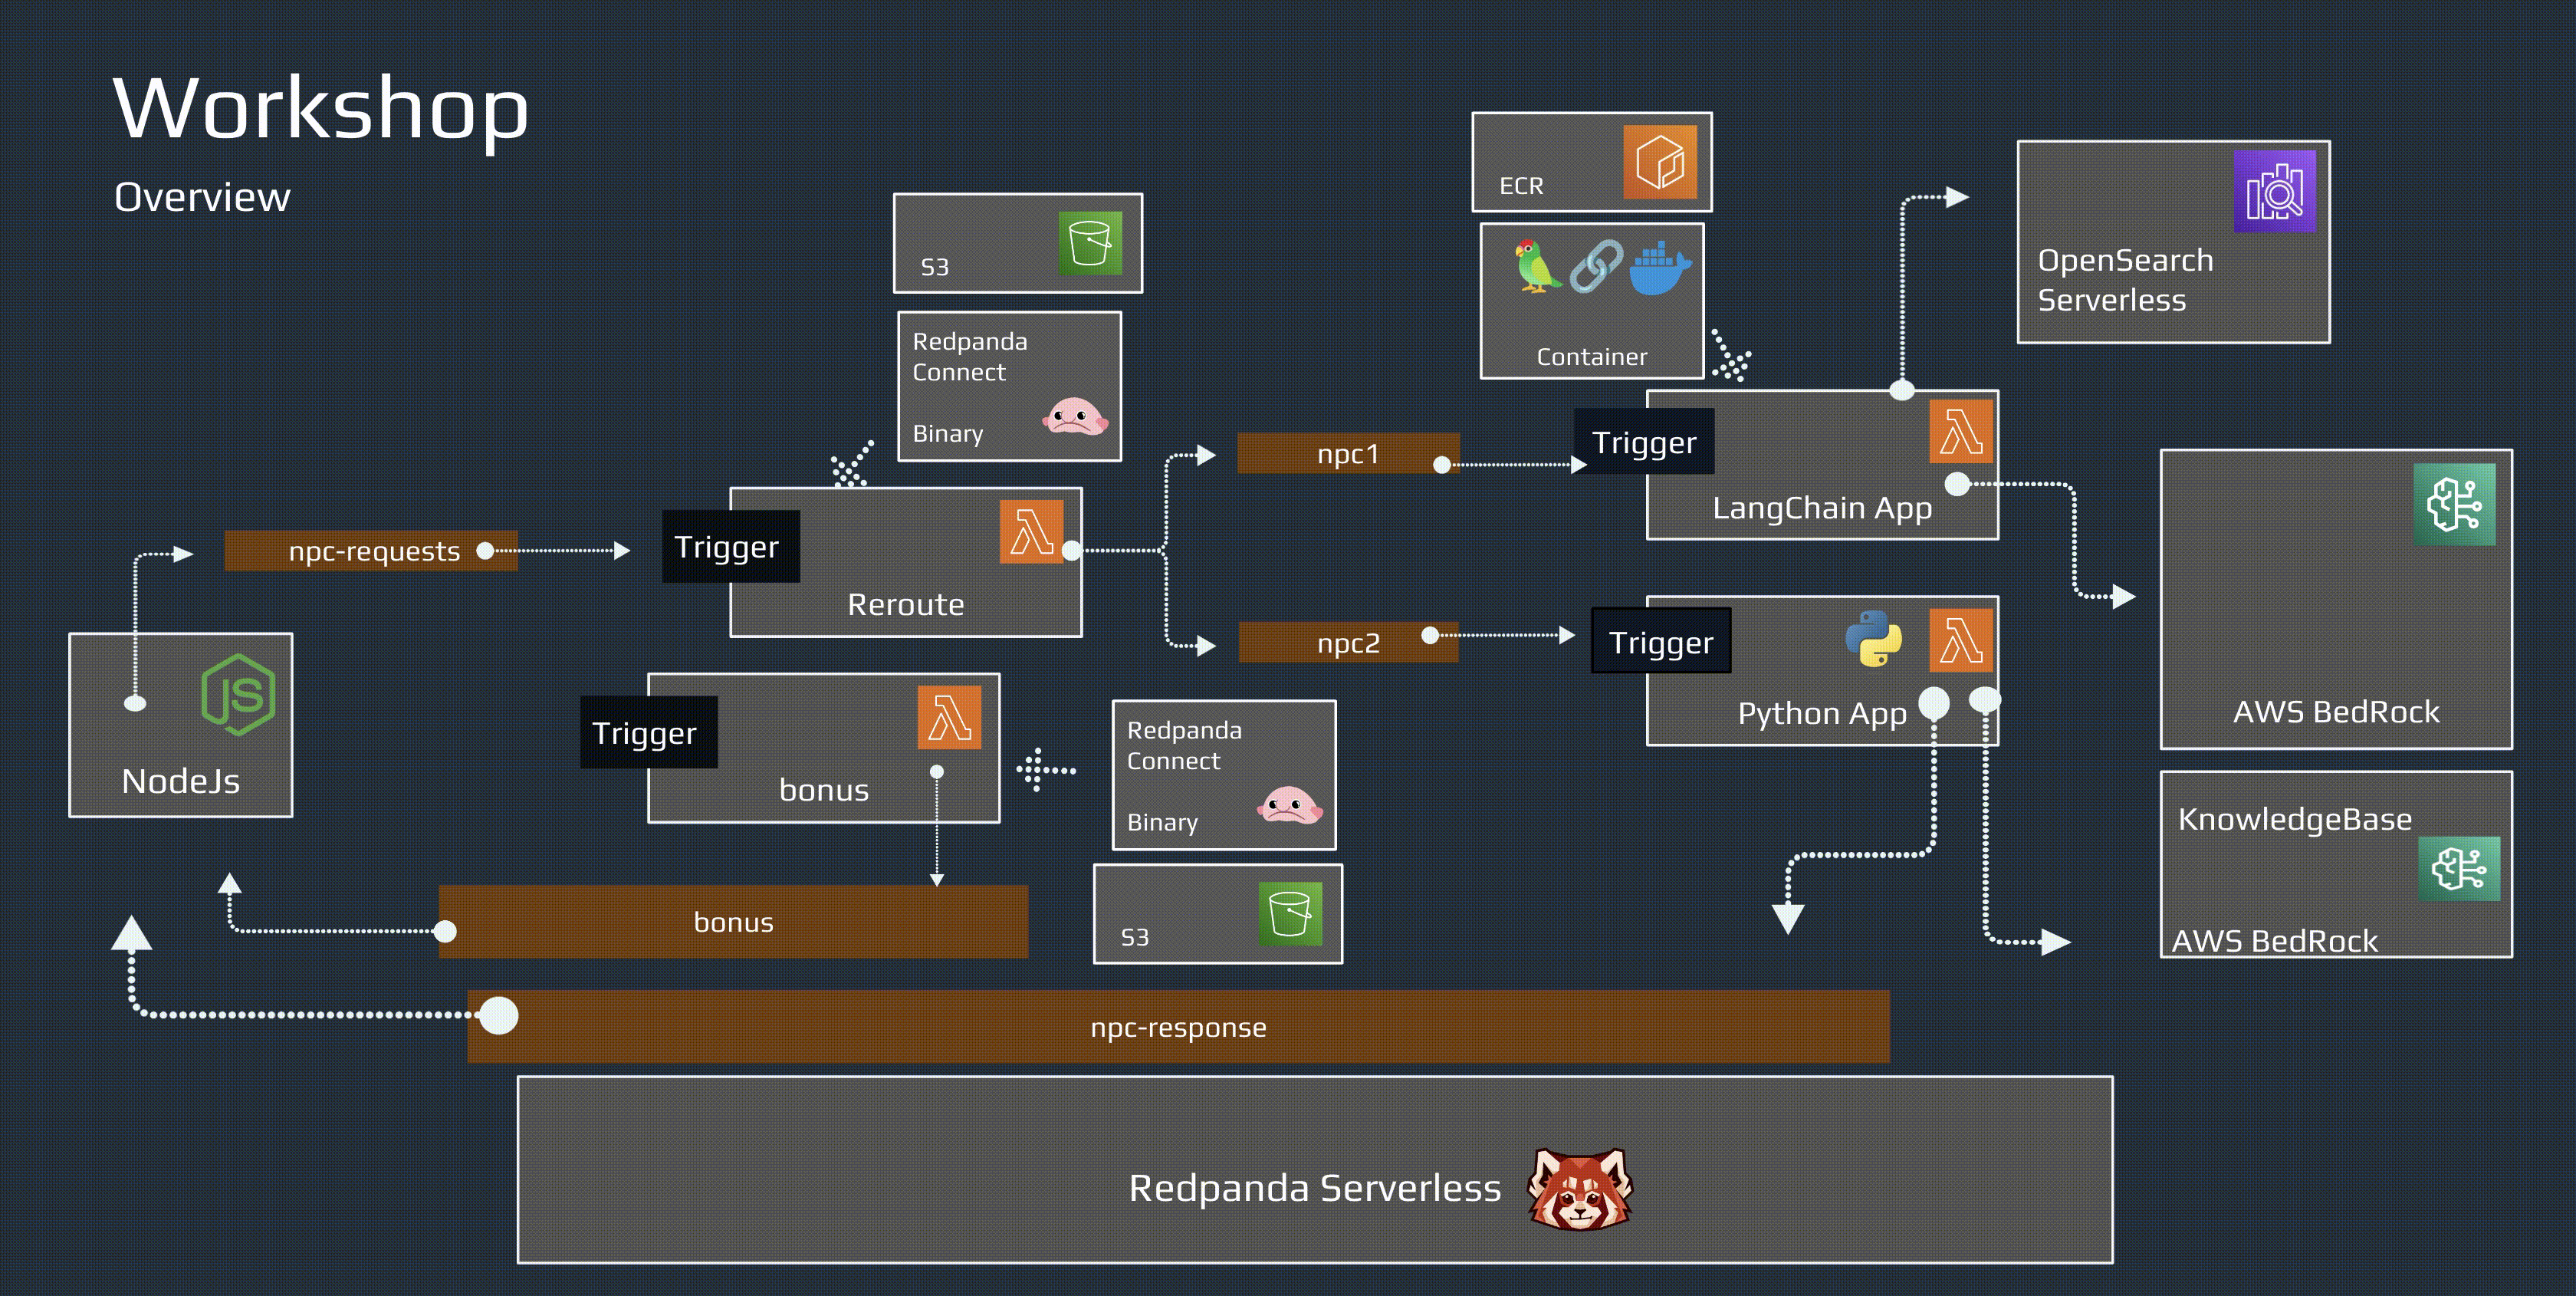 Workshop
Overview
ECR
S3
OpenSearch
Serverless
Redpanda
Connect
Binary
Container
npc1
Trigger
LangChain App
npc-requests
Trigger
Reroute
npc2
Trigger
Python App
AWS BedRock
JS
NodeJs
Trigger
bonus
Redpanda
Connect
Binary
KnowledgeBase
AWS BedRock
bonus
S3
npc-response
Redpanda Serverless